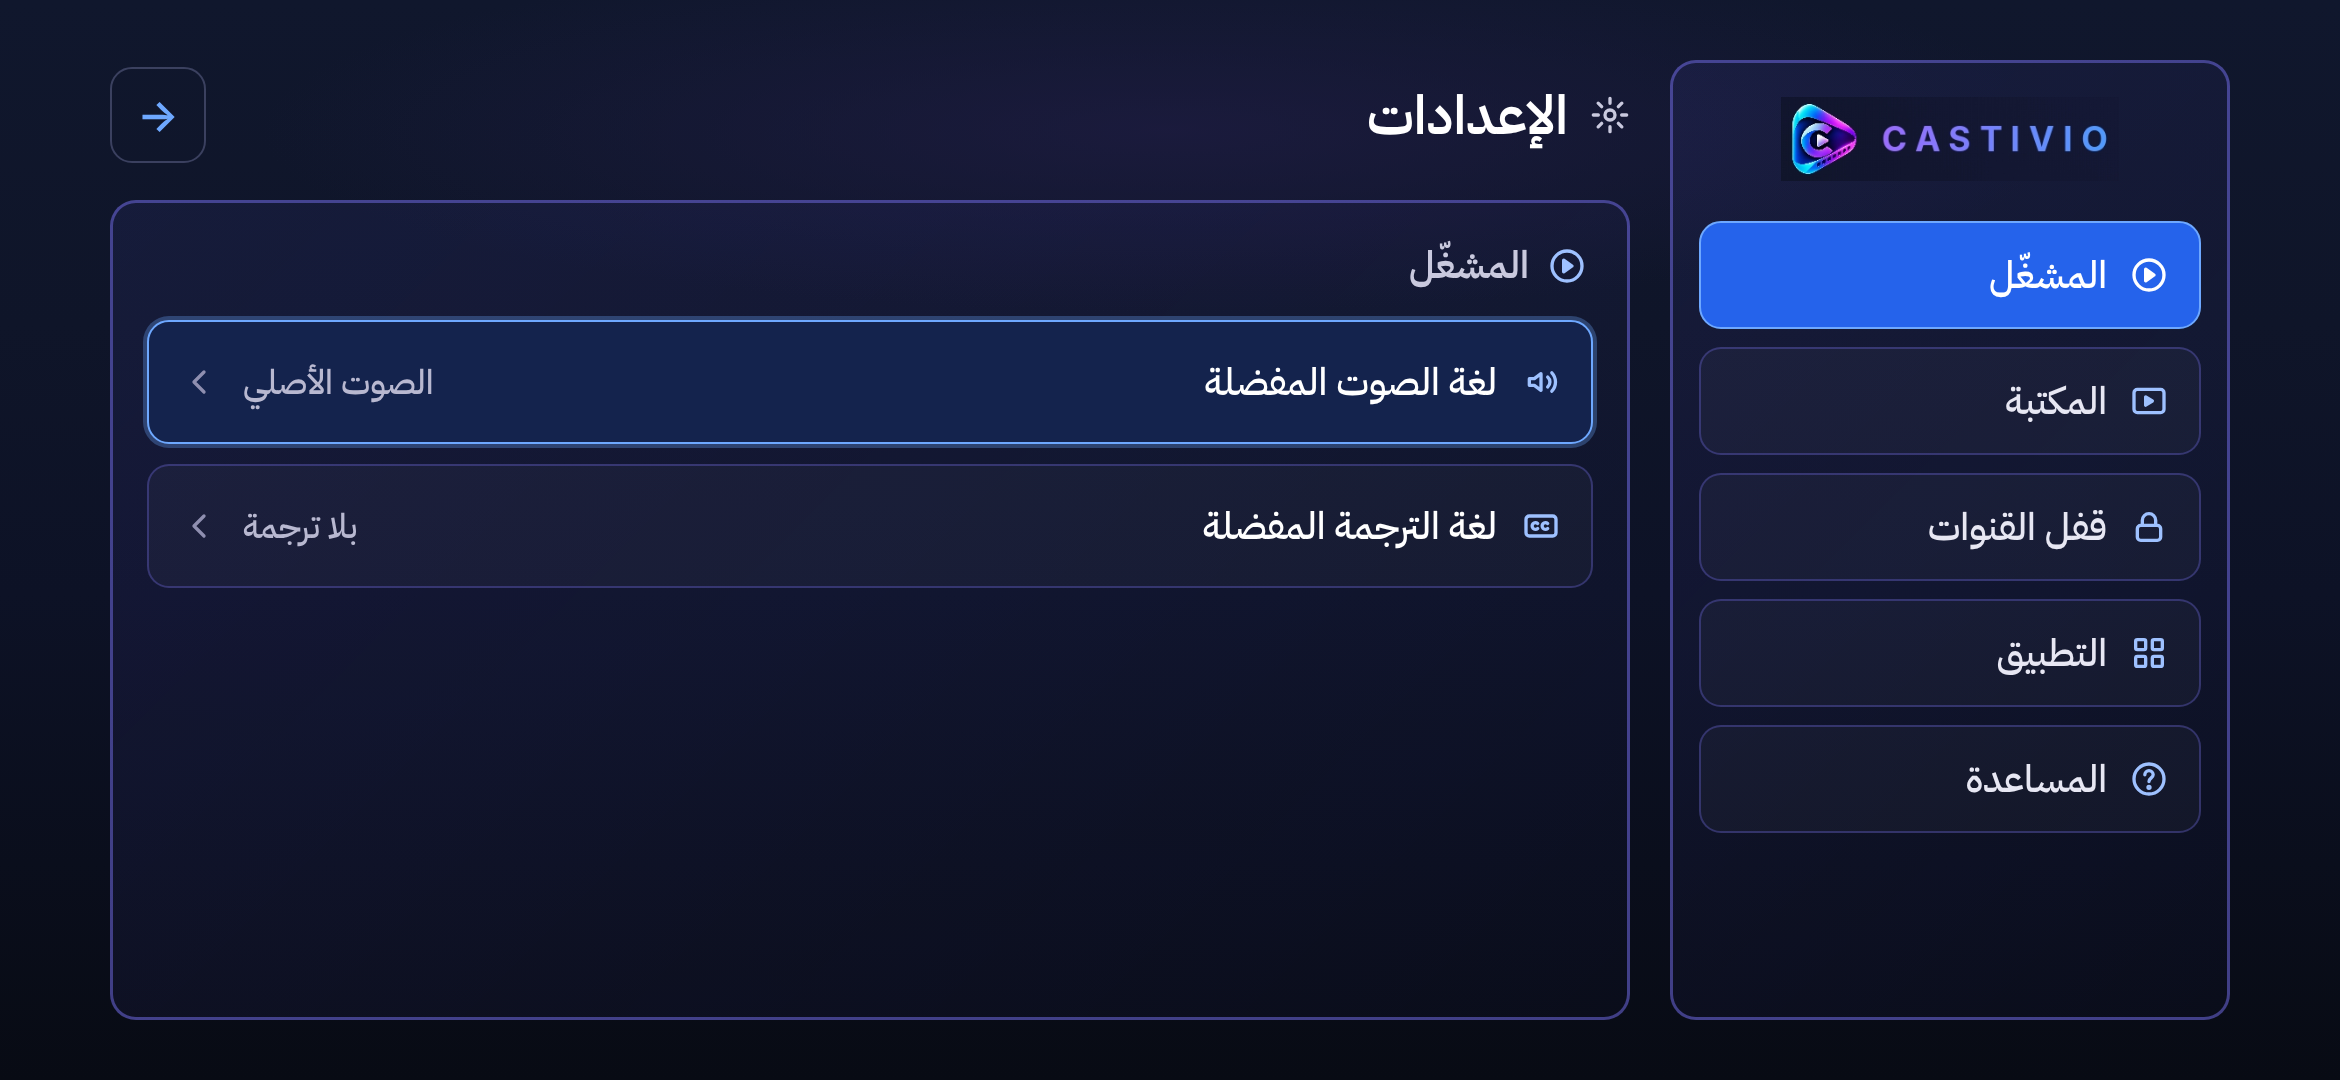 CASTIVIO
المشغّل
المكتبة
قفل القنوات
التطبيق
المساعدة
الإعدادات
المشغّل
لغة الصوت المفضلة
الصوت الأصلي
لغة الترجمة المفضلة
بلا ترجمة